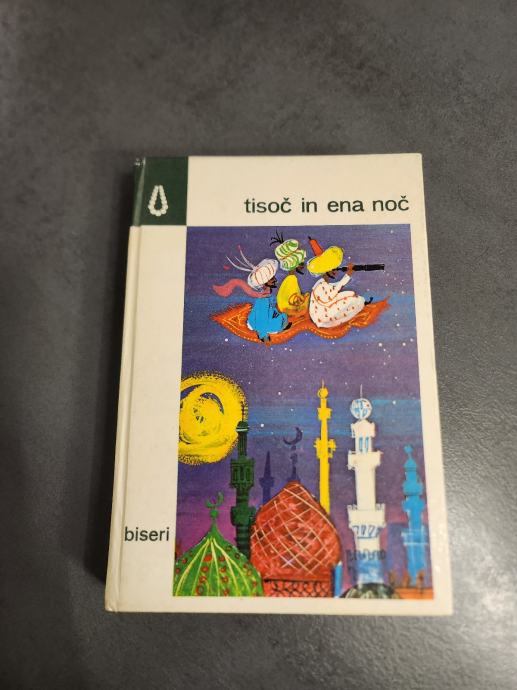 tisoč in ena noč
biseri